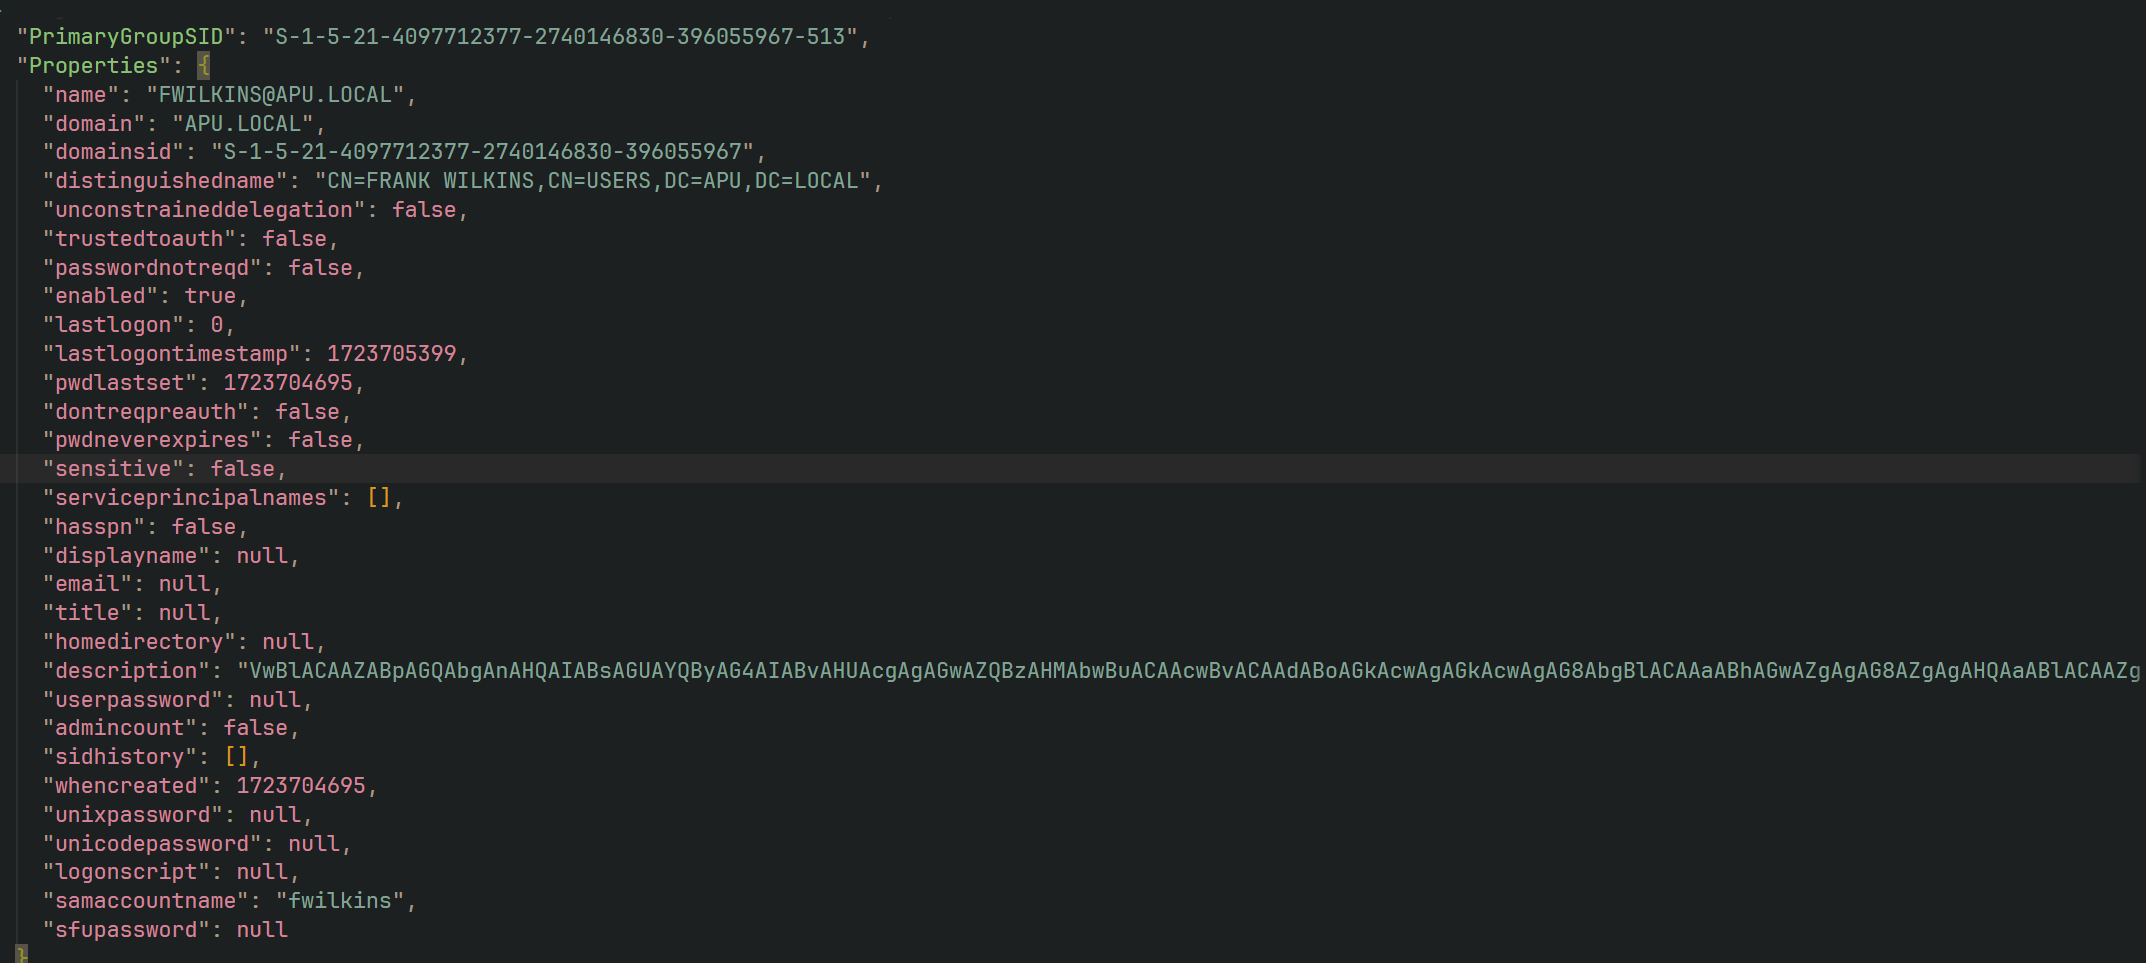 "PrimaryGroupSID": "S-1-5-21-4097712377-2740146830-396055967-513",
"Properties": {
"name": "FWILKINS@APU.LOCAL",
"domain": "APU.LOCAL",
"domainsid": "S-1-5-21-4097712377-2740146830-396055967",
"distinguishedname": "CN=FRANK WILKINS,CN=USERS,DC=APU,DC=LOCAL",
"unconstraineddelegation": false,
"trustedtoauth": false,
"passwordnotreqd": false,
"enabled": true,
"lastlogon": 0,
"lastlogontimestamp": 1723705399,
"pwdlastset": 1723704695,
"dontreqpreauth": false,
"pwdneverexpires": false,
"sensitive": false,
"serviceprincipalnames": [],
"hasspn": false,
"displayname": null,
"email": null,
"title": null,
"homedirectory": null,
"description": "VwBlACAAZABpAGQAbgAnAHQAIABsAGUAYQByAG4AIABvAHUAcgAgAGwAZQBzAHMAbwBuACAAcwBvACAAdABoAGkAcwAgAGkAcwAgAG8AbgBlACAAaABhAGwAZgAgAG8AZgAgAHQAaABlACAAZg
"userpassword": null,
"admincount": false,
"sidhistory": [],
"whencreated": 1723704695,
"unixpassword": null,
"unicodepassword": null,
"logonscript": null,
"samaccountname": "fwilkins",
"sfupassword": null
}